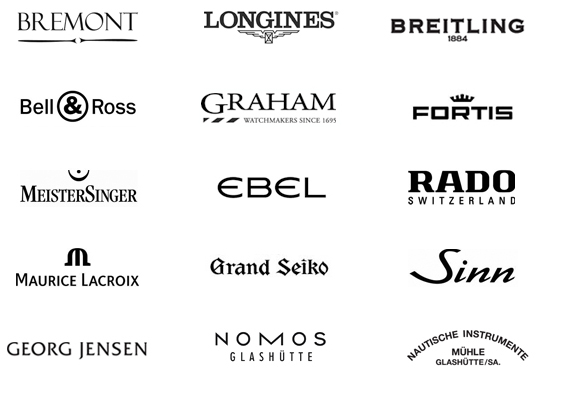 BREMONT
LONGINES®
BREITLING
1884
Bell & Ross
GRAHAM
WATCHMAKERS SINCE 1695
FORTIS
MEISTERSINGER
EBEL
RADO
SWITZERLAND
MAURICE LACROIX
Grand Seiko
Sinn
GEORG JENSEN
NOMOS
GLASHÜTTE
NAUTISCHE INSTRUMENTE
MÜHLE
GLASHÜTTE/SA.